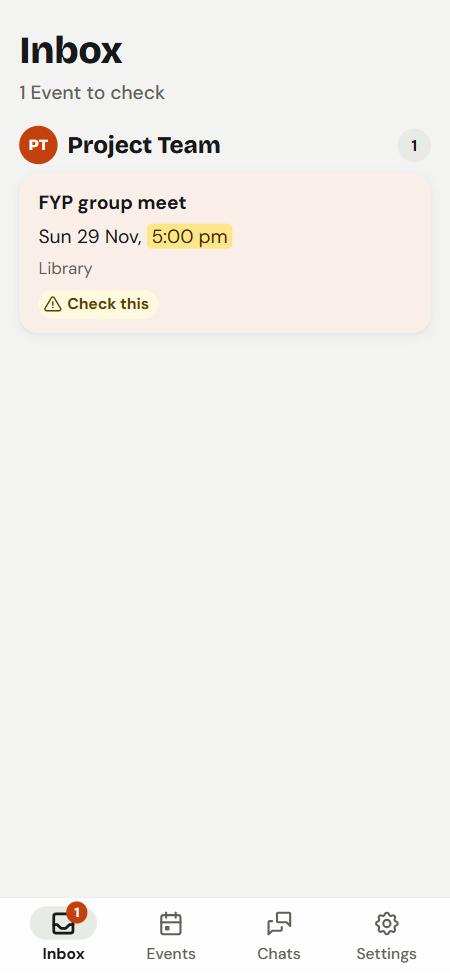 Inbox
1 Event to check
PT Project Team 1
FYP group meet
Sun 29 Nov, 5:00 pm
Library
Check this
1
Inbox Events Chats Settings